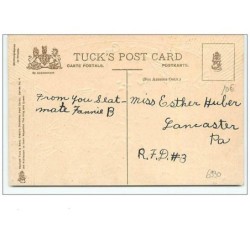 TUCK'S POST CARD
CARTE POSTALE.
POSTKARTE.
(For Address Only.)
106
From You Seat-
mate Fannie B
Miss Esther Huber
Lancaster
Pa
R.F.D. #3